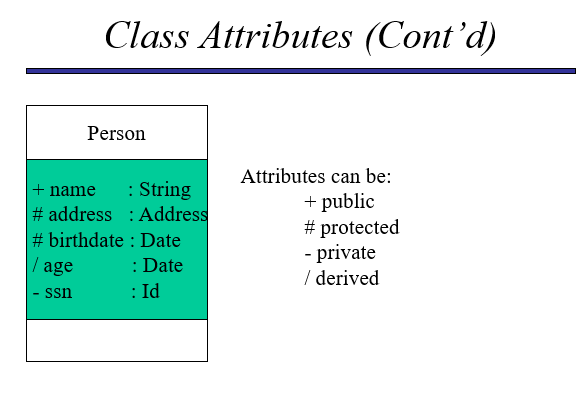 Class Attributes (Cont’d)
Person
+ name : String
# address : Address
# birthdate : Date
/ age : Date
- ssn : Id
Attributes can be:
+ public
# protected
- private
/ derived